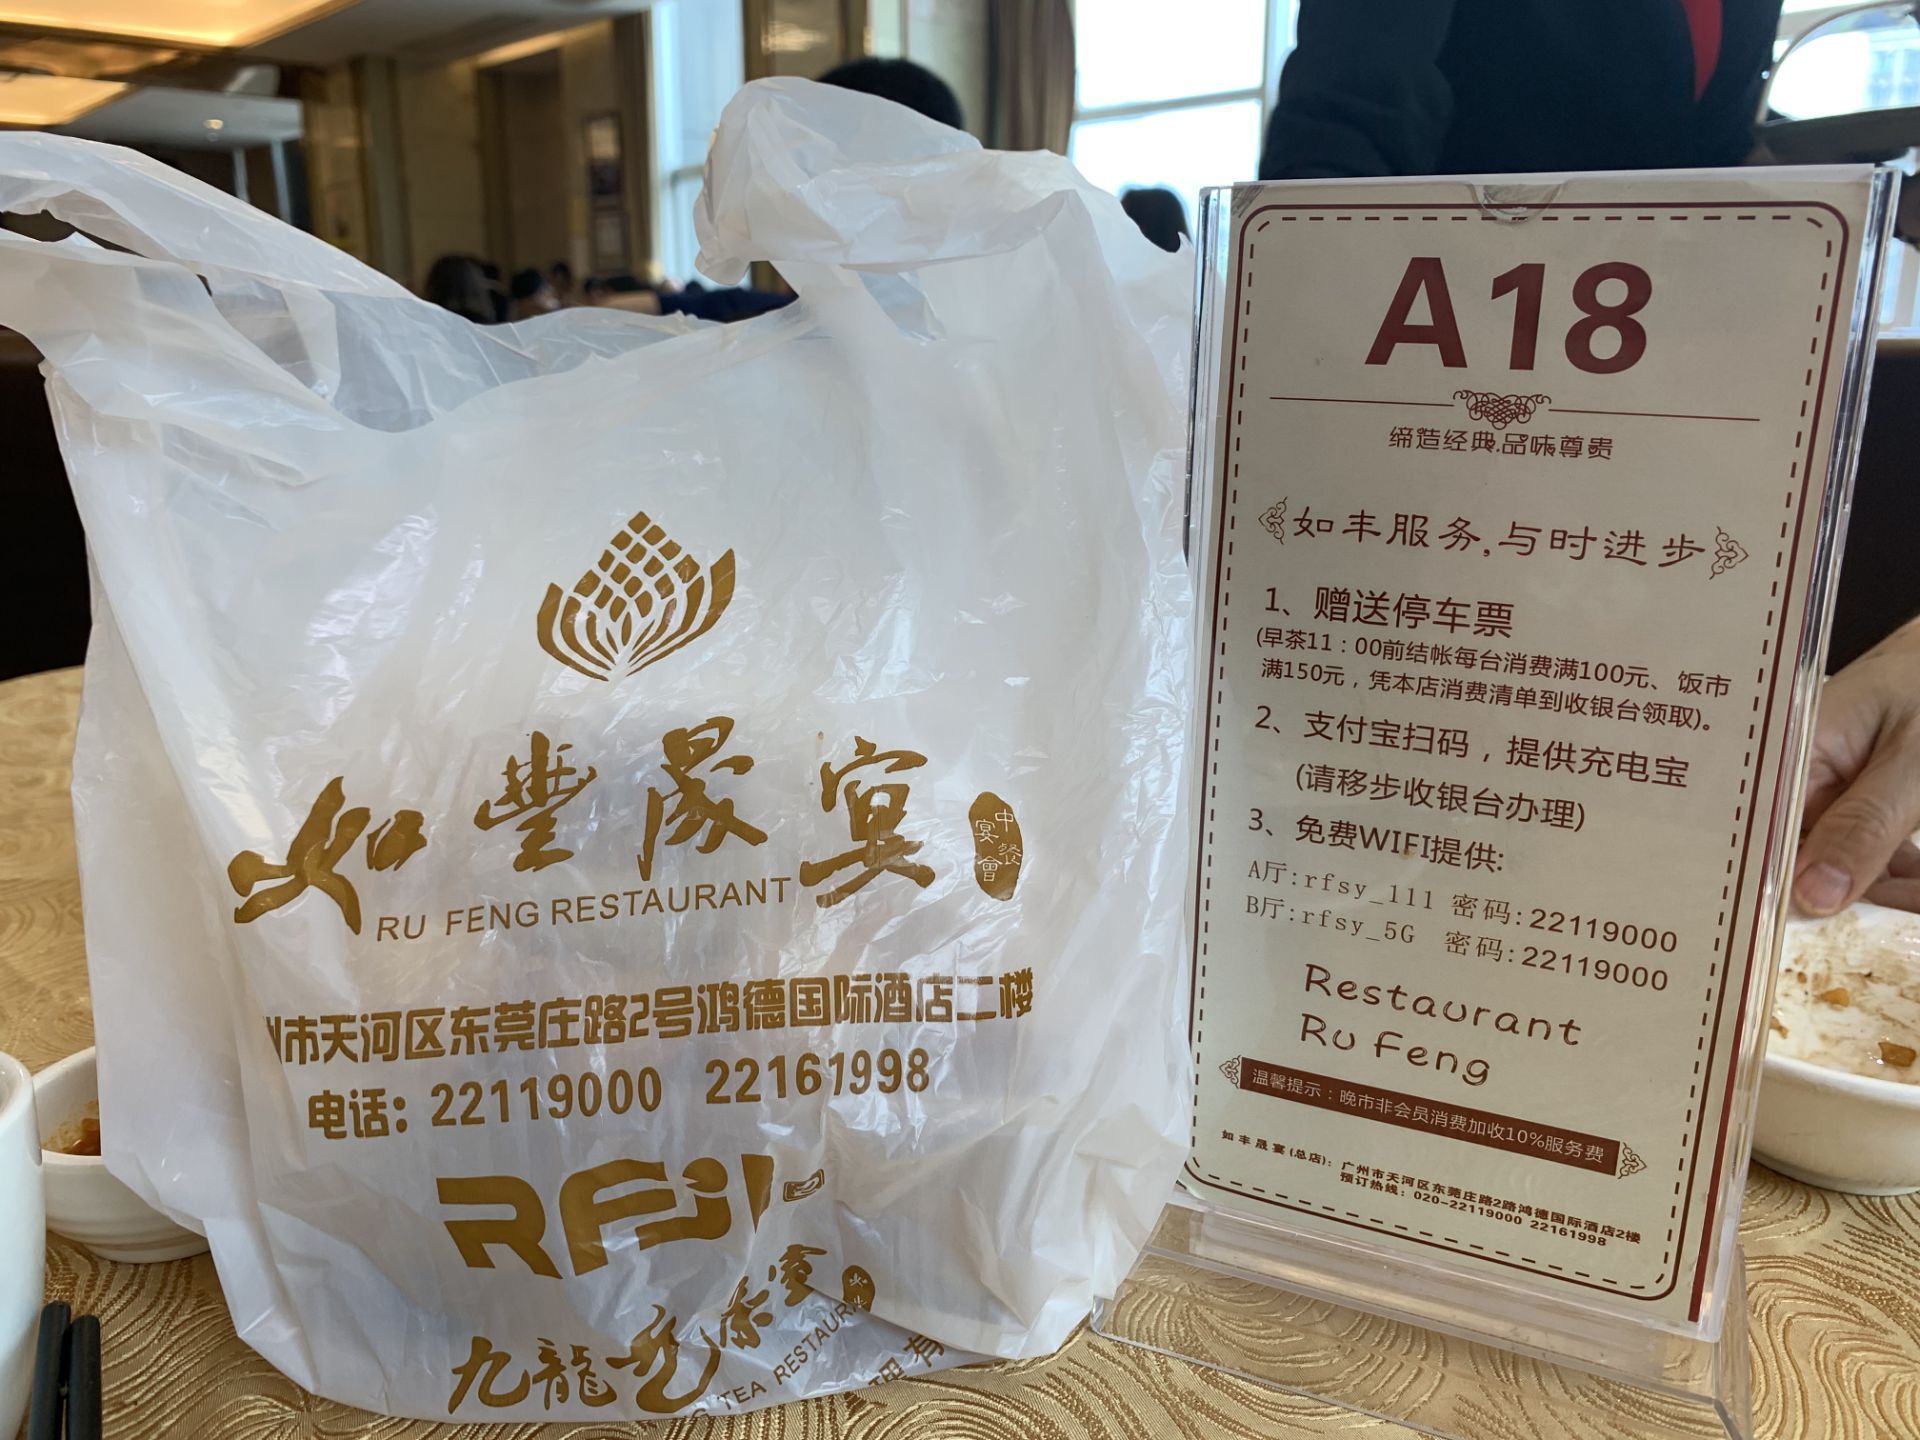 如豐晟宴
中餐
宴會
RU FENG RESTAURANT
州市天河区东莞庄路2号鸿德国际酒店二楼
电话：22119000 22161998
九龍
TEA RESTAURA
有
A18
缔造经典.品味尊贵
如丰服务,与时进步
1、赠送停车票
(早茶11：00前结帐每台消费满100元、饭市
满150元，凭本店消费清单到收银台领取)。
2、支付宝扫码，提供充电宝
(请移步收银台办理)
3、免费WIFI提供:
A厅:rfsy_111 密码:22119000
B厅:rfsy_5G 密码:22119000
Restaurant
Ru Feng
温馨提示：晚市非会员消费加收10%服务费
如丰晟宴(总店)：广州市天河区东莞庄路2路鸿德国际酒店2楼
预订热线：020-22119000 22161998